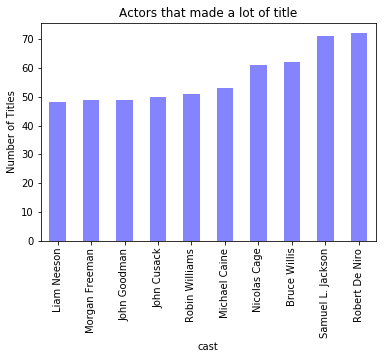 Actors that made a lot of title
Number of Titles
70
60
50
40
30
20
10
0
Liam Neeson
Morgan Freeman
John Goodman
John Cusack
Robin Williams
Michael Caine
Nicolas Cage
Bruce Willis
Samuel L. Jackson
Robert De Niro
cast